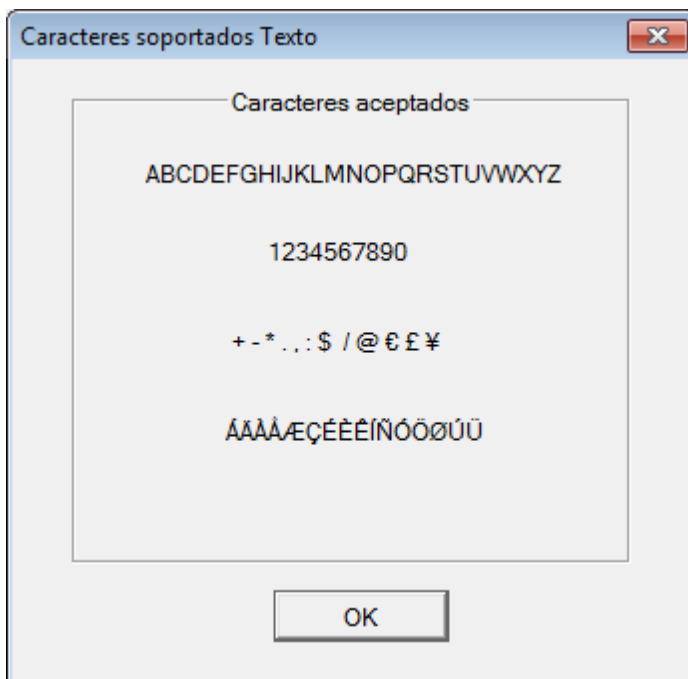 Caracteres soportados Texto
Caracteres aceptados
ABCDEFGHIJKLMNOPQRSTUVWXYZ
1234567890
+ - * . , : $ / @ € £ ¥
ÁÄÀÂÆÇÉÈÊÍÑÓÖØÚÜ
OK